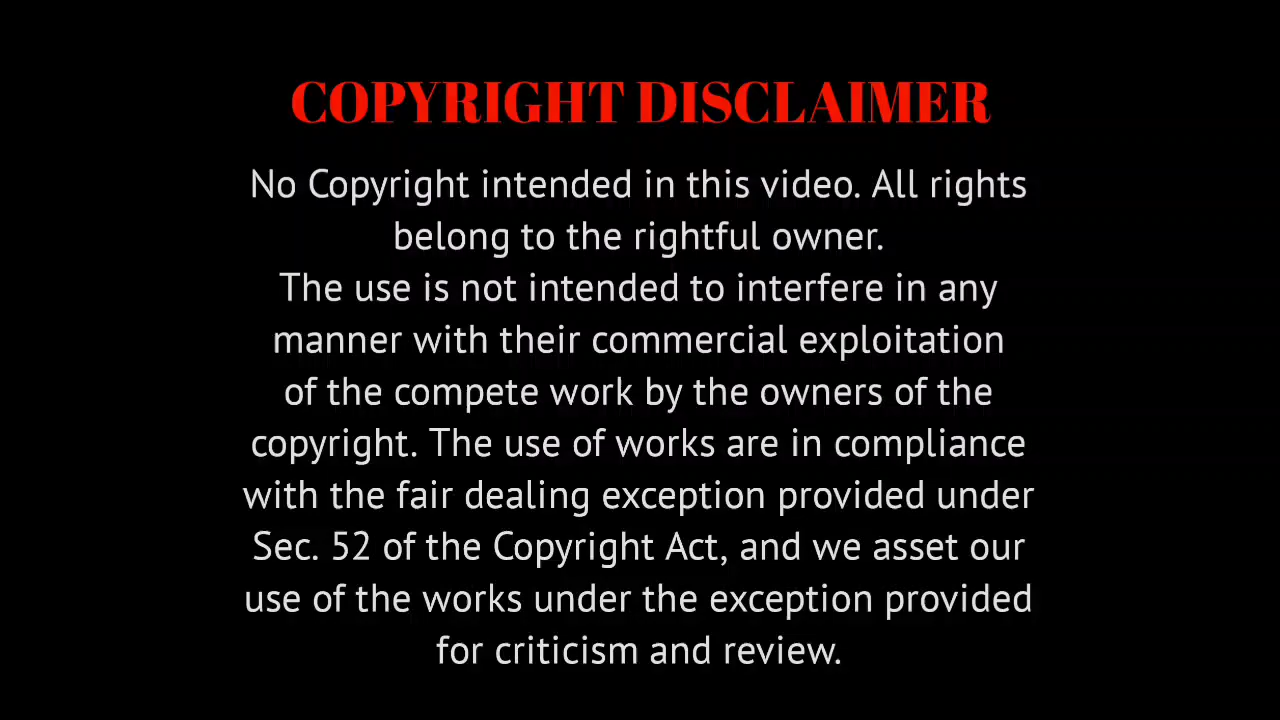 COPYRIGHT DISCLAIMER
No Copyright intended in this video. All rights
belong to the rightful owner.
The use is not intended to interfere in any
manner with their commercial exploitation
of the compete work by the owners of the
copyright. The use of works are in compliance
with the fair dealing exception provided under
Sec. 52 of the Copyright Act, and we asset our
use of the works under the exception provided
for criticism and review.